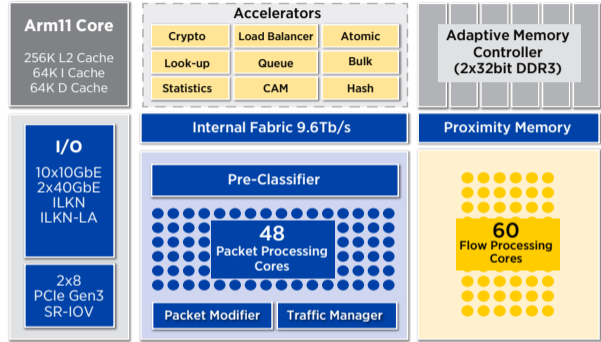 Arm11 Core
256K L2 Cache
64K I Cache
64K D Cache
Accelerators
Crypto
Load Balancer
Atomic
Look-up
Queue
Bulk
Statistics
CAM
Hash
Adaptive Memory
Controller
(2x32bit DDR3)
Internal Fabric 9.6Tb/s
Proximity Memory
I/O
10x10GbE
2x40GbE
ILKN
ILKN-LA
2x8
PCIe Gen3
SR-IOV
Pre-Classifier
48
Packet Processing
Cores
Packet Modifier
Traffic Manager
60
Flow Processing
Cores